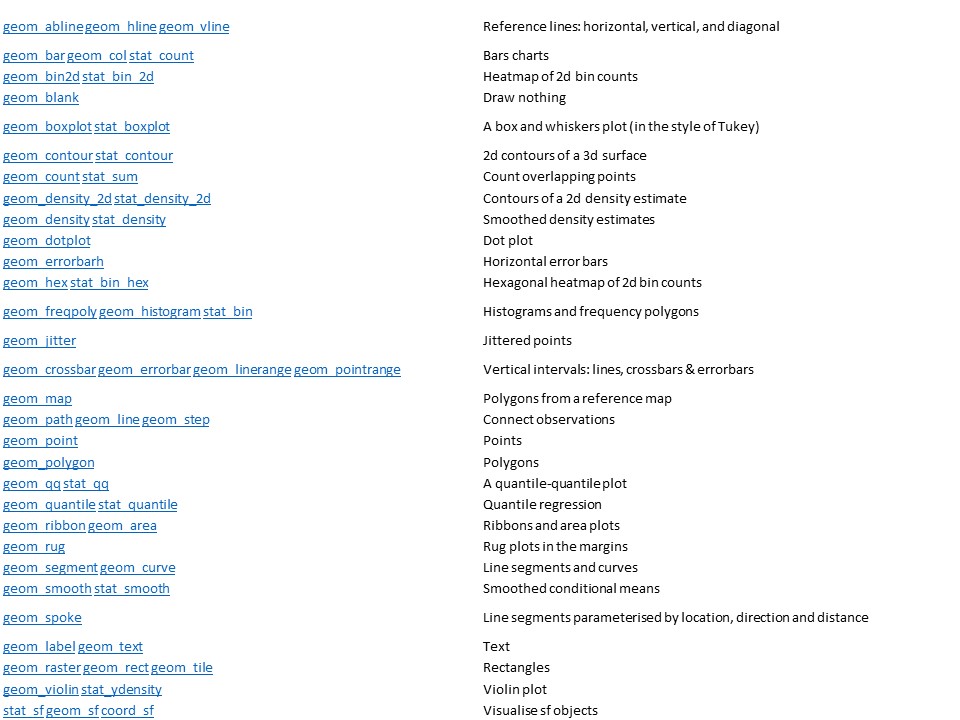 geom_abline geom_hline geom_vline Reference lines: horizontal, vertical, and diagonal
geom_bar geom_col stat_count Bars charts
geom_bin2d stat_bin_2d Heatmap of 2d bin counts
geom_blank Draw nothing
geom_boxplot stat_boxplot A box and whiskers plot (in the style of Tukey)
geom_contour stat_contour 2d contours of a 3d surface
geom_count stat_sum Count overlapping points
geom_density_2d stat_density_2d Contours of a 2d density estimate
geom_density stat_density Smoothed density estimates
geom_dotplot Dot plot
geom_errorbarh Horizontal error bars
geom_hex stat_bin_hex Hexagonal heatmap of 2d bin counts
geom_freqpoly geom_histogram stat_bin Histograms and frequency polygons
geom_jitter Jittered points
geom_crossbar geom_errorbar geom_linerange geom_pointrange Vertical intervals: lines, crossbars & errorbars
geom_map Polygons from a reference map
geom_path geom_line geom_step Connect observations
geom_point Points
geom_polygon Polygons
geom_qq stat_qq A quantile-quantile plot
geom_quantile stat_quantile Quantile regression
geom_ribbon geom_area Ribbons and area plots
geom_rug Rug plots in the margins
geom_segment geom_curve Line segments and curves
geom_smooth stat_smooth Smoothed conditional means
geom_spoke Line segments parameterised by location, direction and distance
geom_label geom_text Text
geom_raster geom_rect geom_tile Rectangles
geom_violin stat_ydensity Violin plot
stat_sf geom_sf coord_sf Visualise sf objects